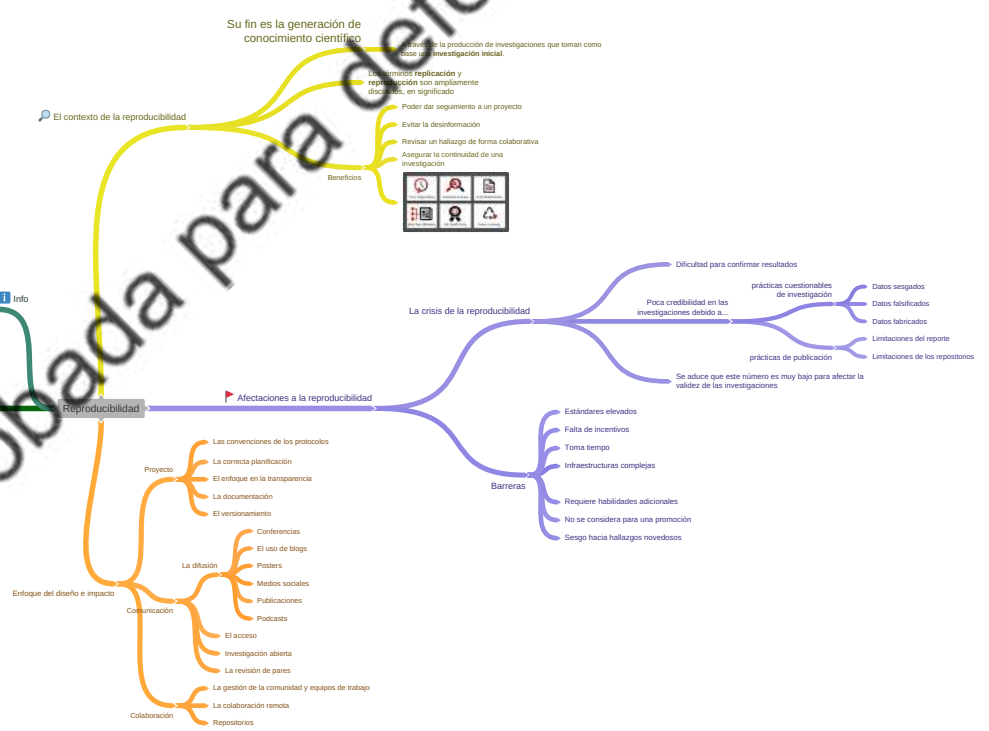 Su fin es la generación de
conocimiento científico
A través de la producción de investigaciones que toman como
base una investigación inicial.
Los términos replicación y
reproducción son ampliamente
discutidos, en significado
El contexto de la reproducibilidad
Poder dar seguimiento a un proyecto
Evitar la desinformación
Revisar un hallazgo de forma colaborativa
Asegurar la continuidad de una
investigación
Beneficios
obada para defe
Info
Reproducibilidad
Afectaciones a la reproducibilidad
La crisis de la reproducibilidad
Dificultad para confirmar resultados
Poca credibilidad en las
investigaciones debido a...
prácticas cuestionables
de investigación
Datos sesgados
Datos falsificados
Datos fabricados
prácticas de publicación
Limitaciones del reporte
Limitaciones de los repositorios
Se aduce que este número es muy bajo para afectar la
validez de las investigaciones
Barreras
Estándares elevados
Falta de incentivos
Toma tiempo
Infraestructuras complejas
Requiere habilidades adicionales
No se considera para una promoción
Sesgo hacia hallazgos novedosos
Enfoque del diseño e impacto
Proyecto
Las convenciones de los protocolos
La correcta planificación
El enfoque en la transparencia
La documentación
El versionamiento
Comunicación
La difusión
Conferencias
El uso de blogs
Posters
Medios sociales
Publicaciones
Podcasts
El acceso
Investigación abierta
La revisión de pares
Colaboración
La gestión de la comunidad y equipos de trabajo
La colaboración remota
Repositorios